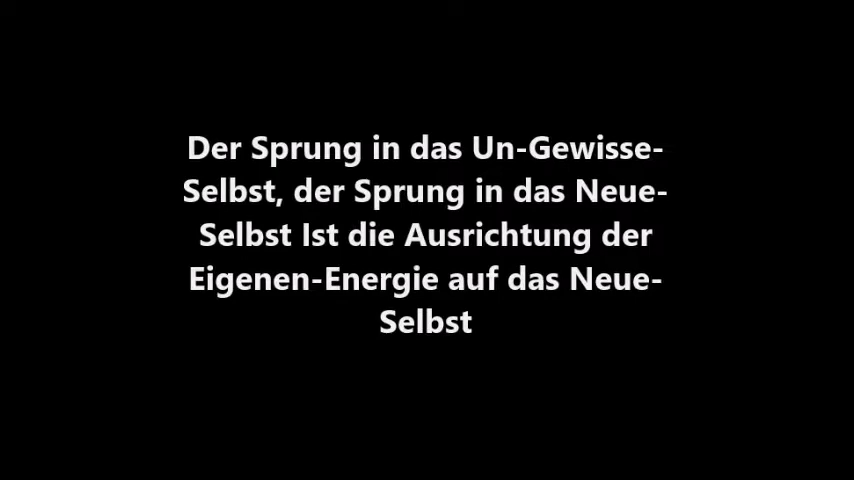 Der Sprung in das Un-Gewisse-
Selbst, der Sprung in das Neue-
Selbst Ist die Ausrichtung der
Eigenen-Energie auf das Neue-
Selbst